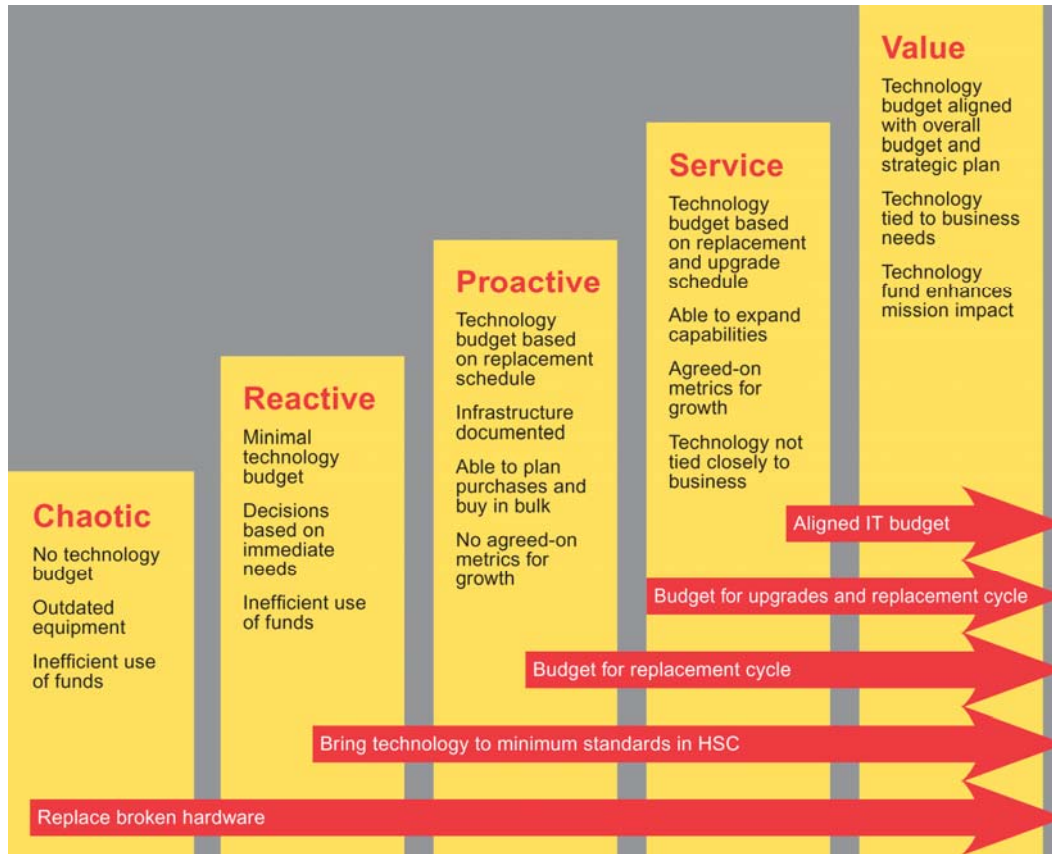 Chaotic
No technology
budget
Outdated
equipment
Inefficient use
of funds
Reactive
Minimal
technology
budget
Decisions
based on
immediate
needs
Inefficient use
of funds
Proactive
Technology
budget based
on replacement
schedule
Infrastructure
documented
Able to plan
purchases and
buy in bulk
No agreed-on
metrics for
growth
Service
Technology
budget based
on replacement
and upgrade
schedule
Able to expand
capabilities
Agreed-on
metrics for
growth
Technology not
tied closely to
business
Value
Technology
budget aligned
with overall
budget and
strategic plan
Technology
tied to business
needs
Technology
fund enhances
mission impact
Aligned IT budget
Budget for upgrades and replacement cycle
Budget for replacement cycle
Bring technology to minimum standards in HSC
Replace broken hardware